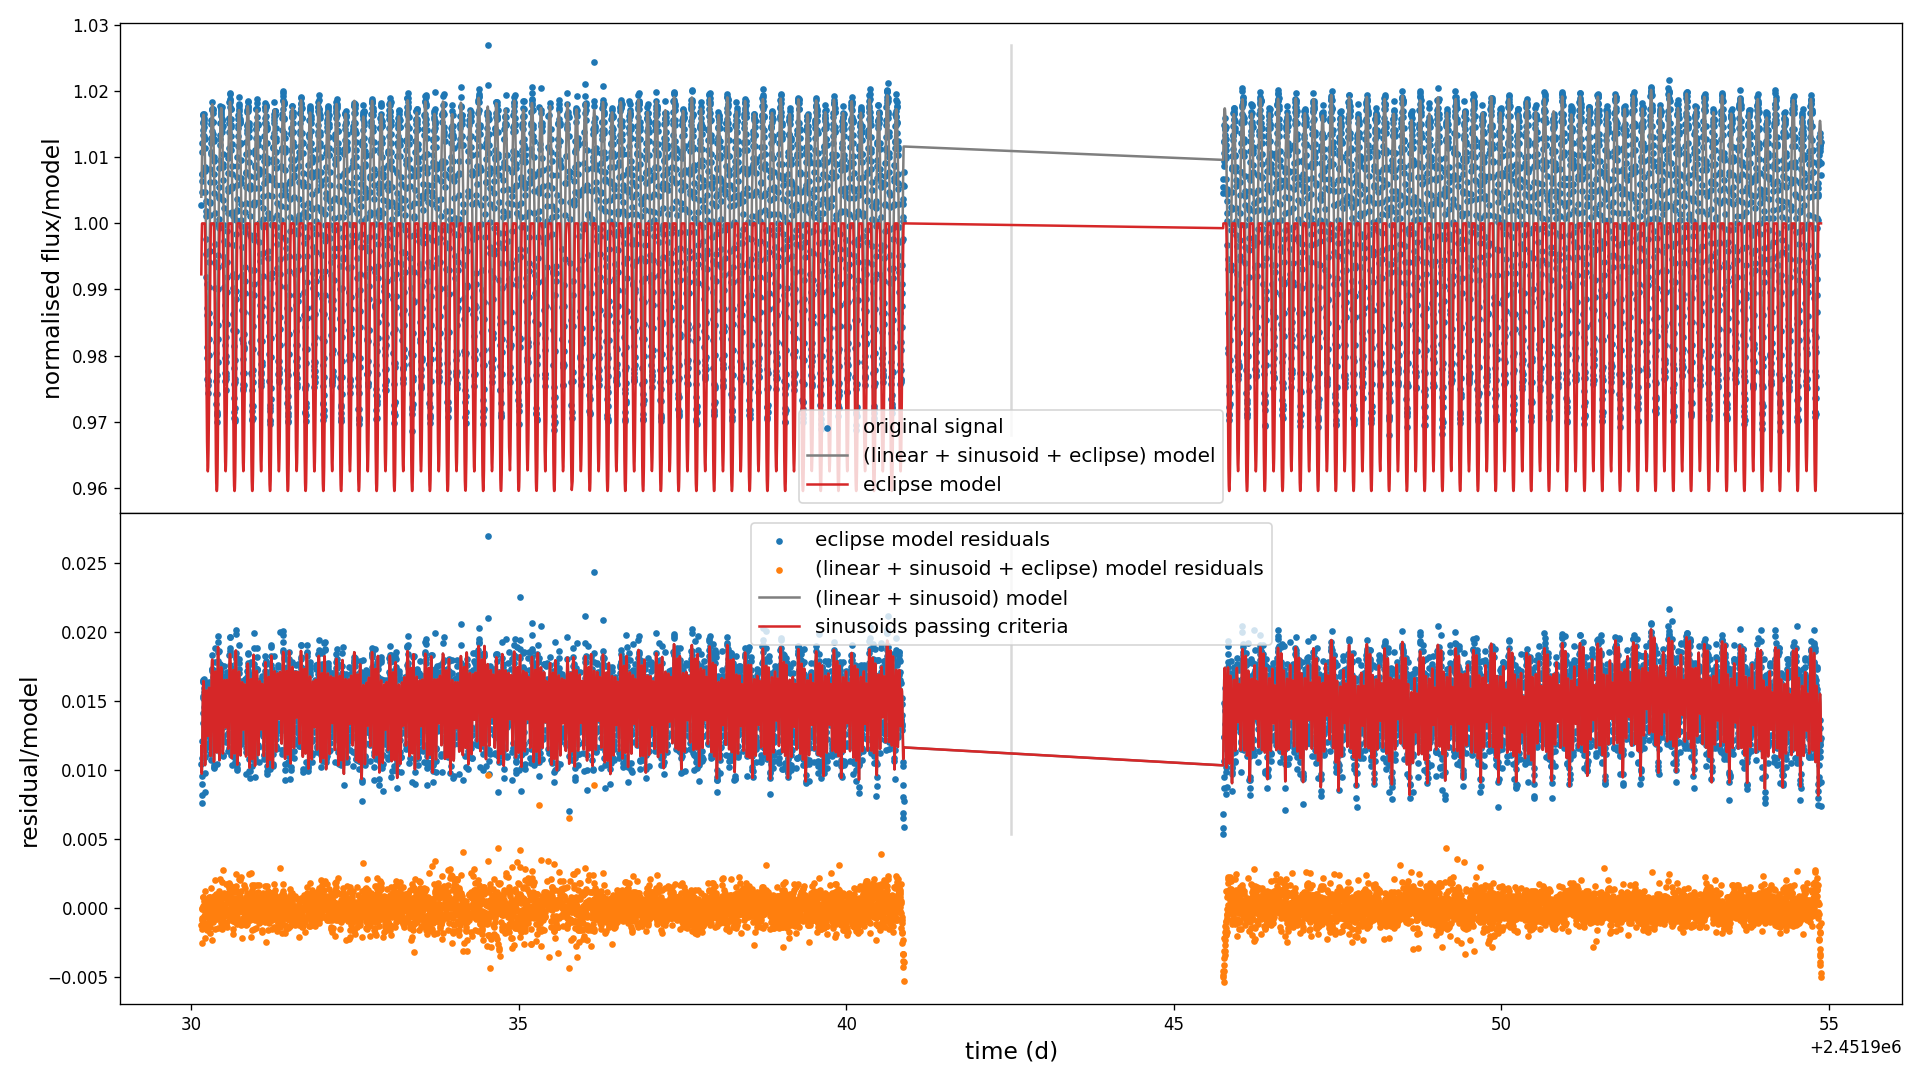 normalised flux/model
1.03
1.02
1.01
1.00
0.99
0.98
0.97
0.96
original signal
(linear + sinusoid + eclipse) model
eclipse model
residual/model
0.025
0.020
0.015
0.010
0.005
0.000
−0.005
eclipse model residuals
(linear + sinusoid + eclipse) model residuals
(linear + sinusoid) model
sinusoids passing criteria
30
35
40
45
50
55
time (d)
+2.4519e6